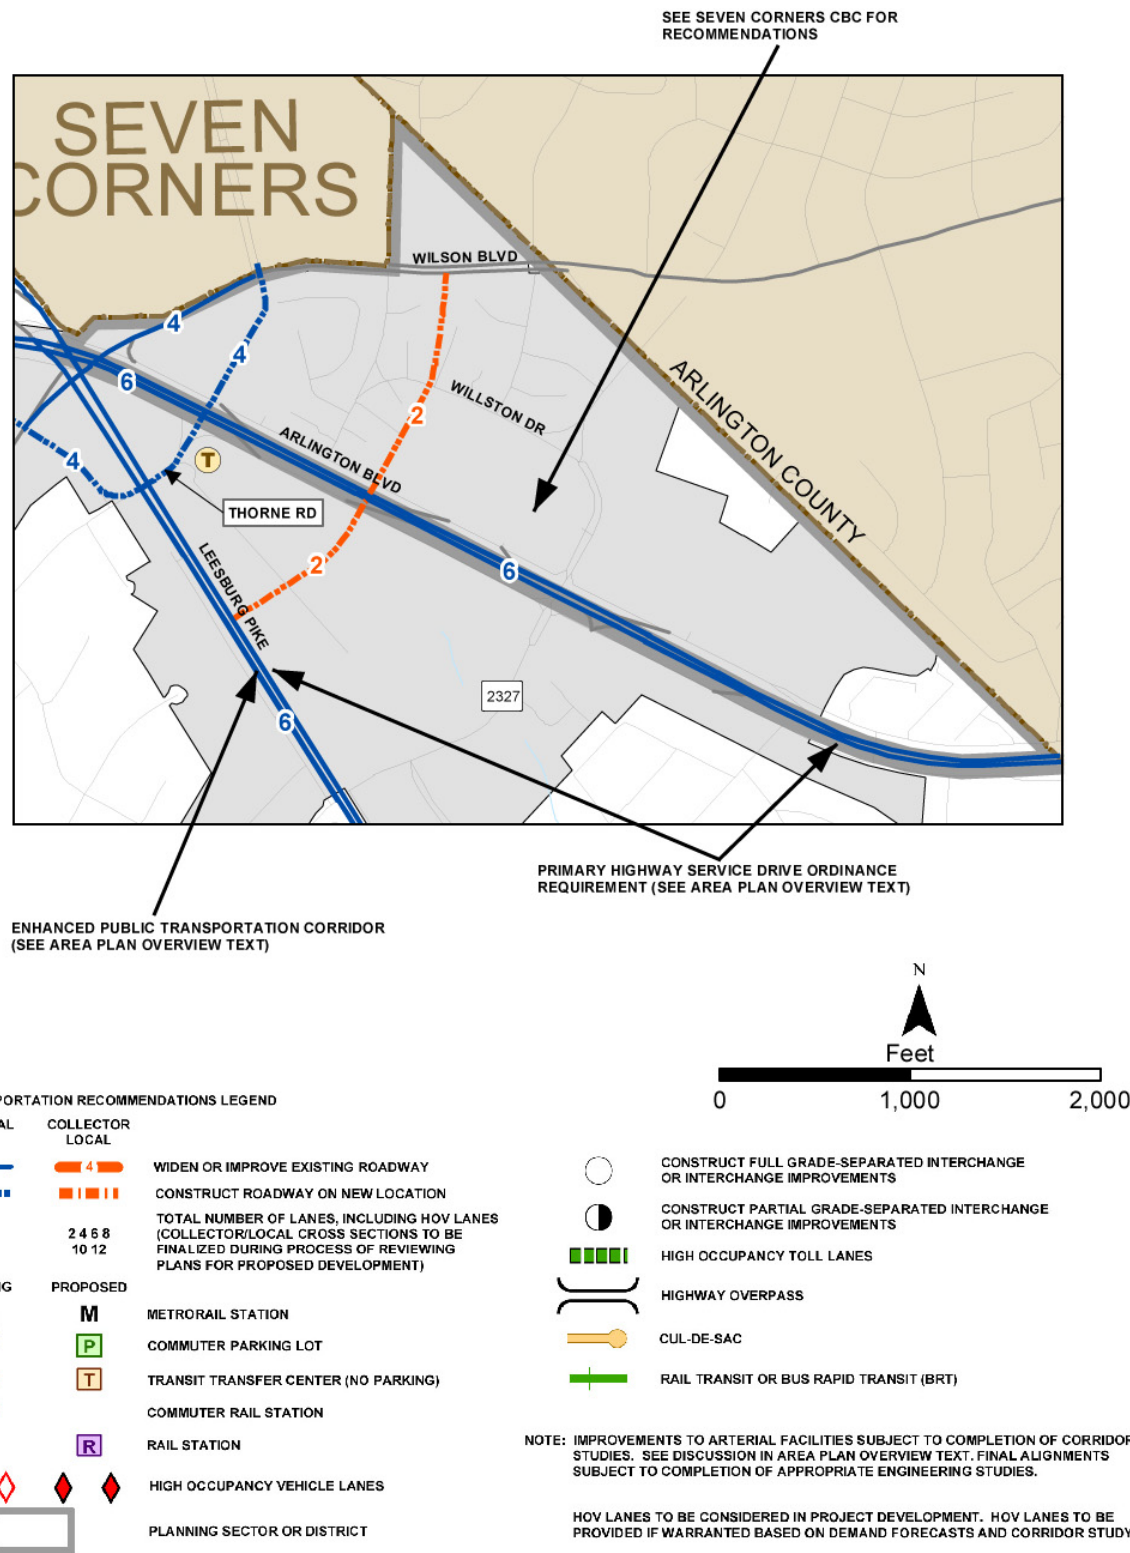 SEE SEVEN CORNERS CBC FOR
RECOMMENDATIONS
SEVEN
CORNERS
WILSON BLVD
4
4
6
WILLSTON DR
2
ARLINGTON COUNTY
ARLINGTON BLVD
4
T
THORNE RD
2
6
LEESBURG PIKE
2327
6
PRIMARY HIGHWAY SERVICE DRIVE ORDINANCE
REQUIREMENT (SEE AREA PLAN OVERVIEW TEXT)
ENHANCED PUBLIC TRANSPORTATION CORRIDOR
(SEE AREA PLAN OVERVIEW TEXT)
N
Feet
0 1,000 2,000
PORTATION RECOMMENDATIONS LEGEND
AL COLLECTOR
LOCAL
4 WIDEN OR IMPROVE EXISTING ROADWAY
CONSTRUCT ROADWAY ON NEW LOCATION
2 4 6 8
10 12
TOTAL NUMBER OF LANES, INCLUDING HOV LANES
(COLLECTOR/LOCAL CROSS SECTIONS TO BE
FINALIZED DURING PROCESS OF REVIEWING
PLANS FOR PROPOSED DEVELOPMENT)
NG PROPOSED
M METRORAIL STATION
P COMMUTER PARKING LOT
T TRANSIT TRANSFER CENTER (NO PARKING)
COMMUTER RAIL STATION
R RAIL STATION
HIGH OCCUPANCY VEHICLE LANES
PLANNING SECTOR OR DISTRICT
CONSTRUCT FULL GRADE-SEPARATED INTERCHANGE
OR INTERCHANGE IMPROVEMENTS
CONSTRUCT PARTIAL GRADE-SEPARATED INTERCHANGE
OR INTERCHANGE IMPROVEMENTS
HIGH OCCUPANCY TOLL LANES
HIGHWAY OVERPASS
CUL-DE-SAC
RAIL TRANSIT OR BUS RAPID TRANSIT (BRT)
NOTE: IMPROVEMENTS TO ARTERIAL FACILITIES SUBJECT TO COMPLETION OF CORRIDOR
STUDIES. SEE DISCUSSION IN AREA PLAN OVERVIEW TEXT. FINAL ALIGNMENTS
SUBJECT TO COMPLETION OF APPROPRIATE ENGINEERING STUDIES.
HOV LANES TO BE CONSIDERED IN PROJECT DEVELOPMENT. HOV LANES TO BE
PROVIDED IF WARRANTED BASED ON DEMAND FORECASTS AND CORRIDOR STUDY